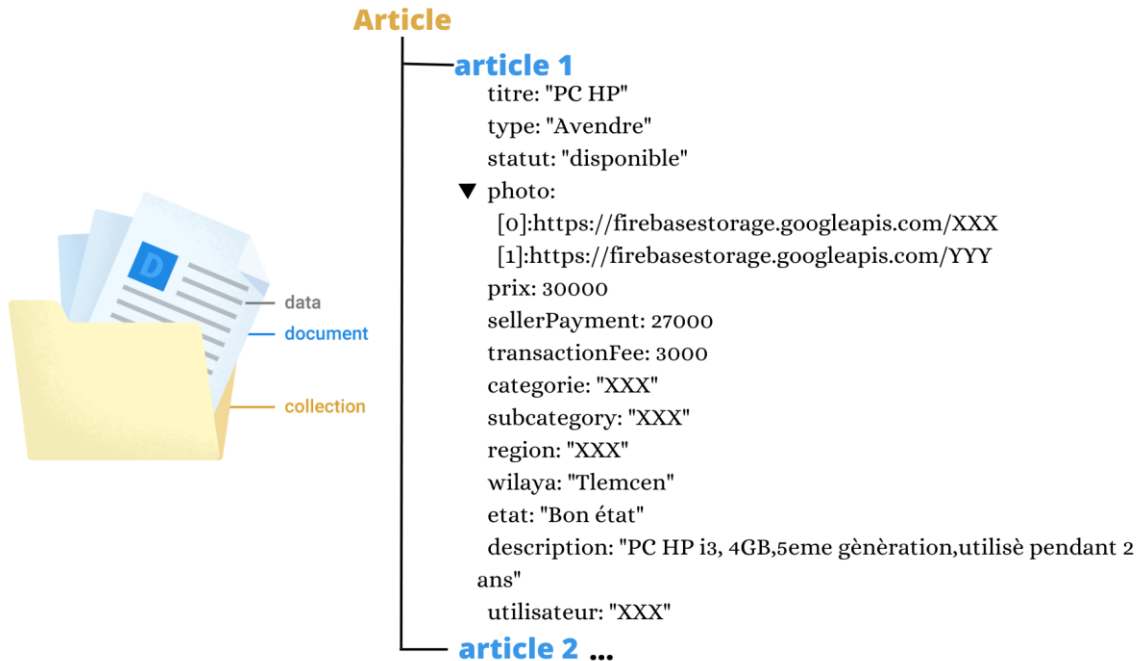 Article
article 1
titre: "PC HP"
type: "Avendre"
statut: "disponible"
▼ photo:
[0]:https://firebasestorage.googleapis.com/XXX
[1]:https://firebasestorage.googleapis.com/YYY
prix: 30000
sellerPayment: 27000
transactionFee: 3000
categorie: "XXX"
subcategory: "XXX"
region: "XXX"
wilaya: "Tlemcen"
etat: "Bon état"
description: "PC HP i3, 4GB,5eme gènèration,utilisè pendant 2
ans"
utilisateur: "XXX"
article 2 ...
D
data
document
collection